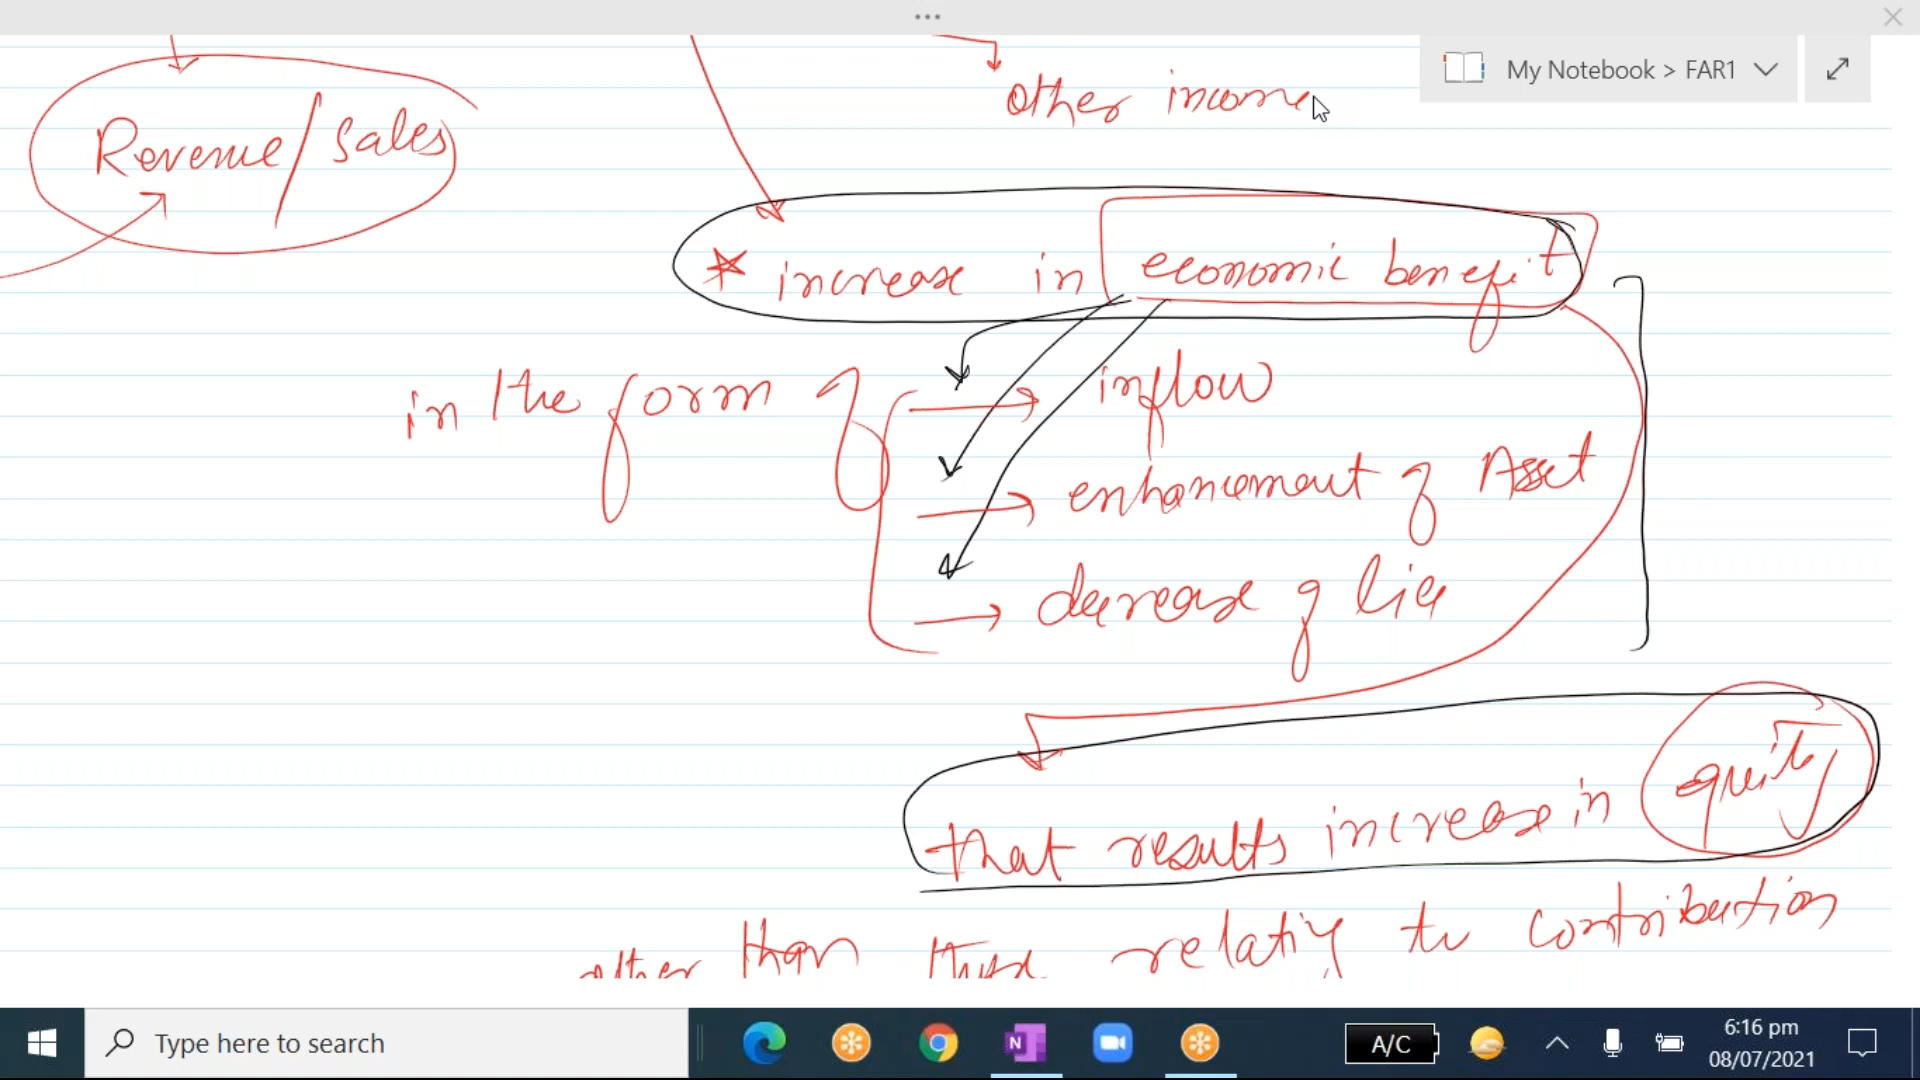 My Notebook > FAR1
other income
Revenue/Sales
* increase in economic benefit
in the form of
inflow
enhancement of Asset
decrease of
that results increase in equity
other than those relating to contribution
Type here to search
N
A/C
6:16 pm
08/07/2021